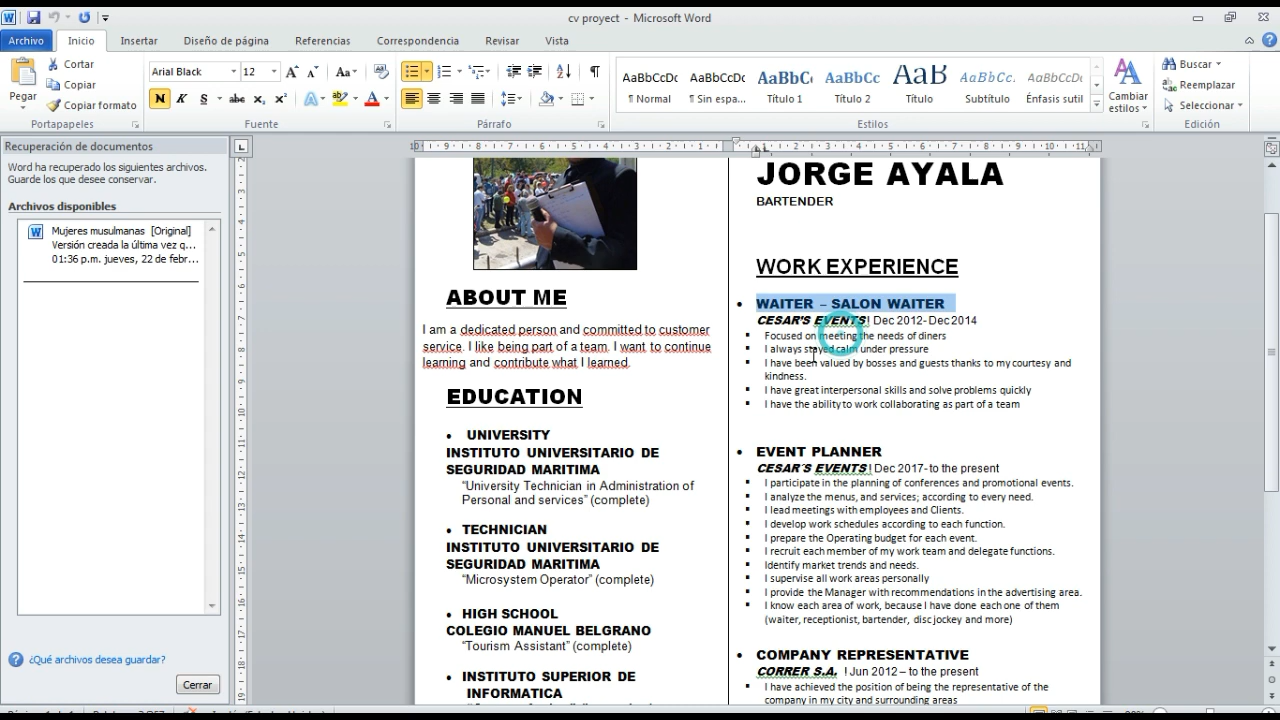 cv proyect - Microsoft Word
Archivo Inicio Insertar Diseño de página Referencias Correspondencia Revisar Vista
Pegar
Cortar
Copiar
Copiar formato
Portapapeles
Arial Black 12
Fuente
Párrafo
AaBbCcDc AaBbCcDc AaBbC AaBbCc AaB AaBbCc. AaBbCcDc
¶ Normal ¶ Sin espa... Título 1 Título 2 Título Subtítulo Énfasis sutil
Estilos
Cambiar estilos
Buscar
Reemplazar
Seleccionar
Edición
Recuperación de documentos
Word ha recuperado los siguientes archivos.
Guarde los que desee conservar.
Archivos disponibles
Mujeres musulmanas [Original]
Versión creada la última vez q...
01:36 p.m. jueves, 22 de febr...
¿Qué archivos desea guardar?
Cerrar
ABOUT ME
I am a dedicated person and committed to customer
service. I like being part of a team. I want to continue
learning and contribute what I learned.
EDUCATION
• UNIVERSITY
INSTITUTO UNIVERSITARIO DE
SEGURIDAD MARITIMA
“University Technician in Administration of
Personal and services” (complete)
• TECHNICIAN
INSTITUTO UNIVERSITARIO DE
SEGURIDAD MARITIMA
“Microsystem Operator” (complete)
• HIGH SCHOOL
COLEGIO MANUEL BELGRANO
“Tourism Assistant” (complete)
• INSTITUTO SUPERIOR DE
INFORMATICA
JORGE AYALA
BARTENDER
WORK EXPERIENCE
• WAITER – SALON WAITER
CESAR’S EVENTS! Dec 2012- Dec 2014
▪ Focused on meeting the needs of diners
▪ I always stayed calm under pressure
▪ I have been valued by bosses and guests thanks to my courtesy and
kindness.
▪ I have great interpersonal skills and solve problems quickly
▪ I have the ability to work collaborating as part of a team
• EVENT PLANNER
CESAR’S EVENTS! Dec 2017- to the present
▪ I participate in the planning of conferences and promotional events.
▪ I analyze the menus, and services; according to every need.
▪ I lead meetings with employees and Clients.
▪ I develop work schedules according to each function.
▪ I prepare the Operating budget for each event.
▪ I recruit each member of my work team and delegate functions.
▪ Identify market trends and needs.
▪ I supervise all work areas personally
▪ I provide the Manager with recommendations in the advertising area.
▪ I know each area of work, because I have done each one of them
(waiter, receptionist, bartender, disc jockey and more)
• COMPANY REPRESENTATIVE
CORRER S.A. ! Jun 2012 – to the present
▪ I have achieved the position of being the representative of the
company in my city and surrounding areas